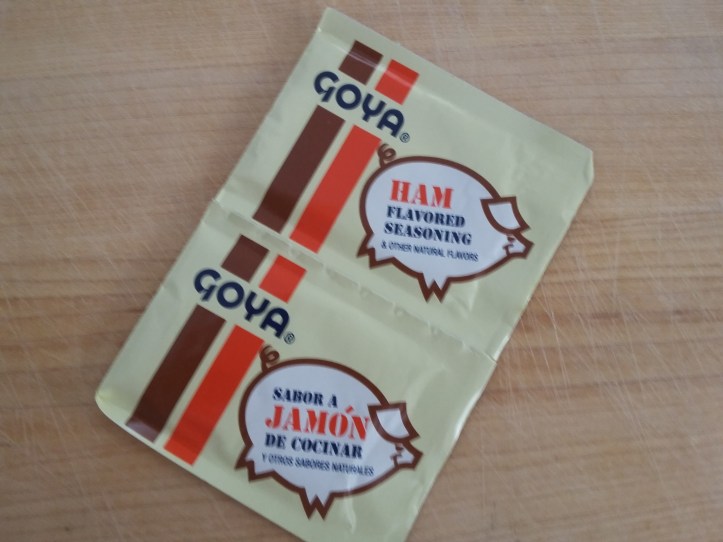 GOYA®
HAM
FLAVORED
SEASONING
& OTHER NATURAL FLAVORS
GOYA®
SABOR A
JAMÓN
DE COCINAR
Y OTROS SABORES NATURALES